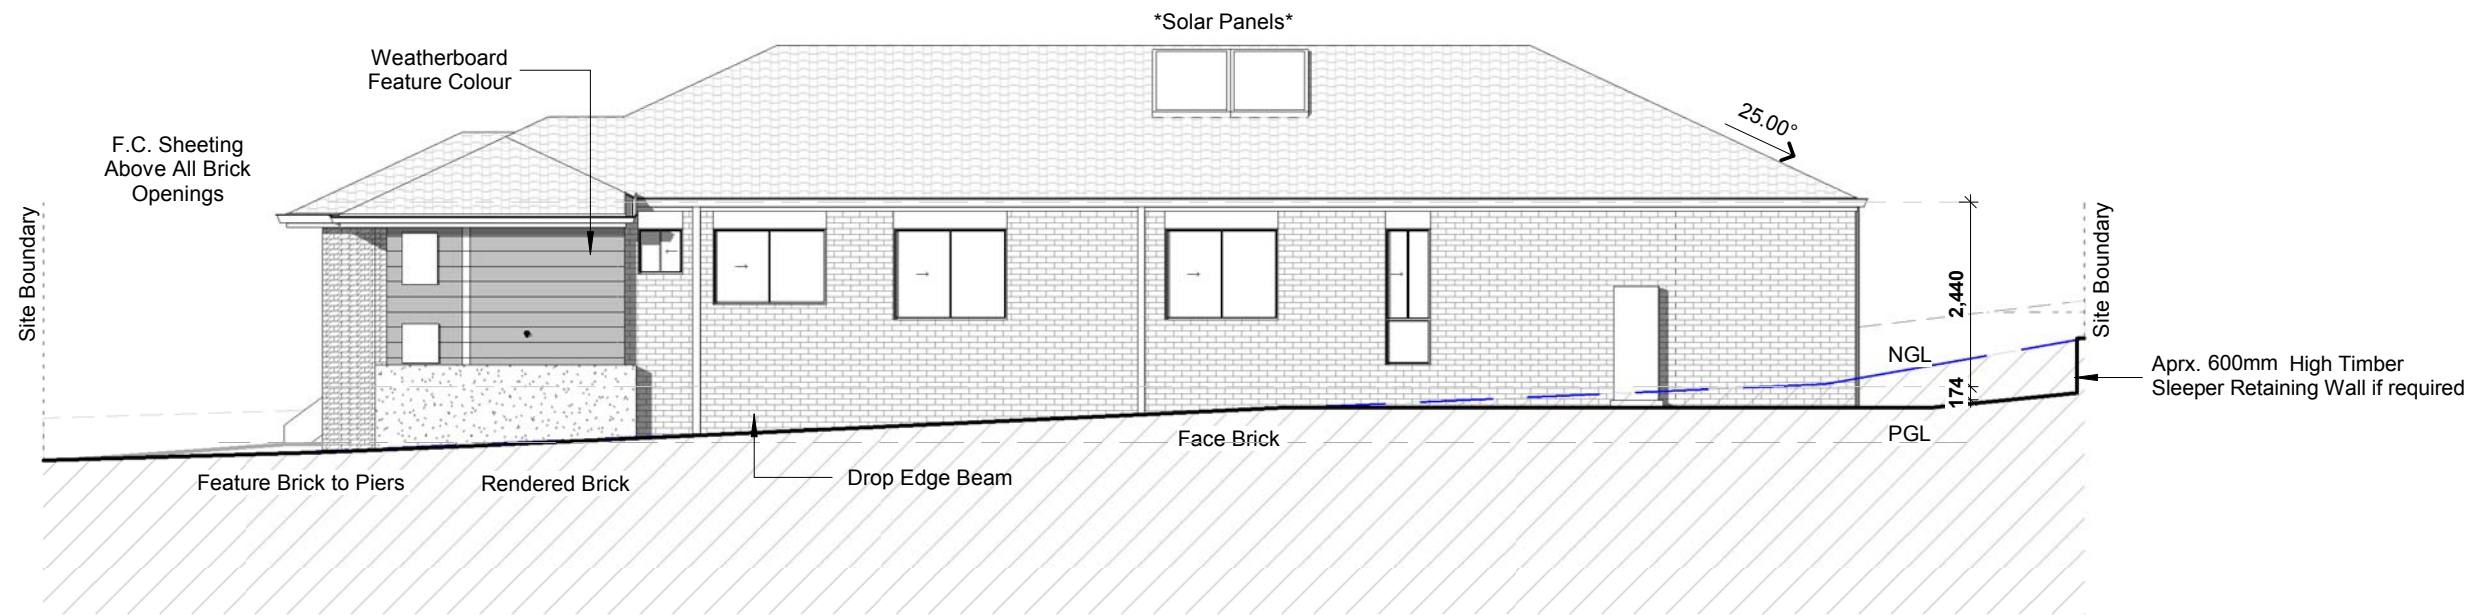 *Solar Panels*
Weatherboard
Feature Colour
25.00°
F.C. Sheeting
Above All Brick
Openings
Site Boundary
Site Boundary
2,440
NGL
174
Aprx. 600mm High Timber
Sleeper Retaining Wall if required
PGL
Face Brick
Drop Edge Beam
Feature Brick to Piers
Rendered Brick